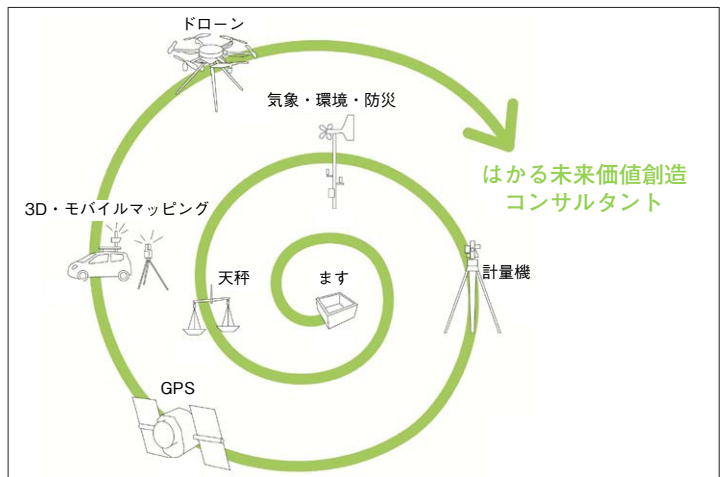 ドローン
気象・環境・防災
はかる未来価値創造
コンサルタント
3D・モバイルマッピング
天秤
ます
計量機
GPS